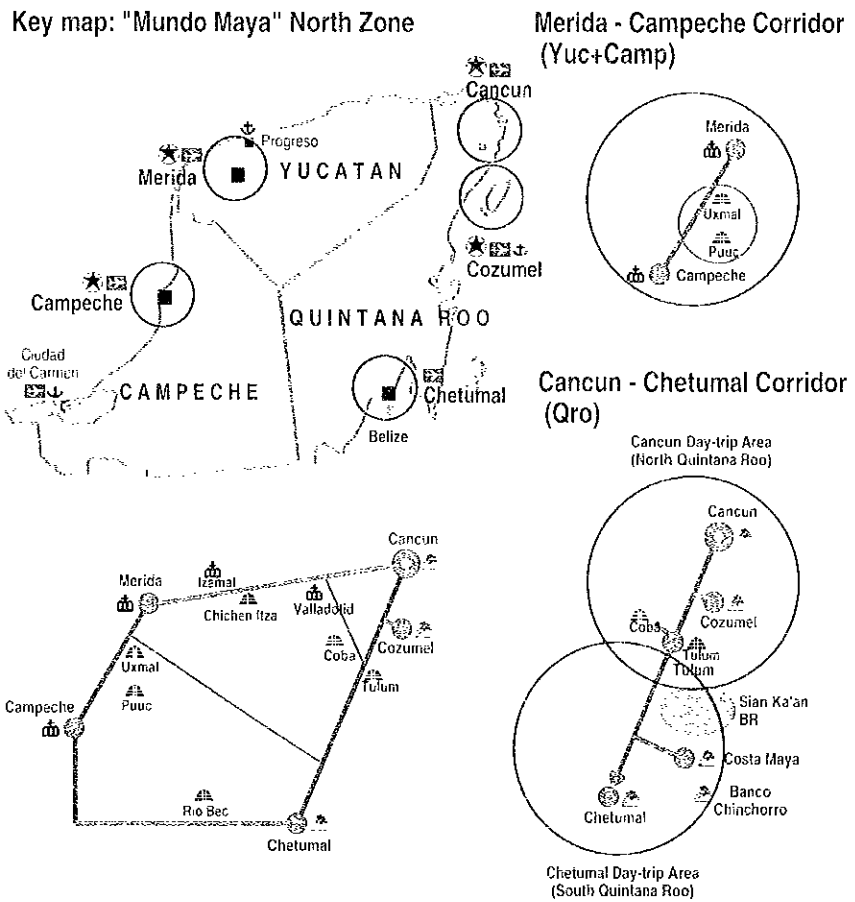 Key map: "Mundo Maya" North Zone
Cancun
Progreso
Merida
YUCATAN
Cozumel
Campeche
QUINTANA ROO
Ciudad
del Carmen
CAMPECHE
Chetumal
Belize
Merida - Campeche Corridor
(Yuc+Camp)
Merida
Uxmal
Puuc
Campeche
Cancun - Chetumal Corridor
(Qro)
Cancun Day-trip Area
(North Quintana Roo)
Cancun
Cozumel
Coba
Tulum
Tulum
Sian Ka'an
BR
Costa Maya
Banco
Chinchorro
Chetumal
Chetumal Day-trip Area
(South Quintana Roo)
Cancun
Izamal
Merida
Chichen Itza
Valladolid
Coba
Cozumel
Uxmal
Tulum
Puuc
Campeche
Rio Bec
Chetumal